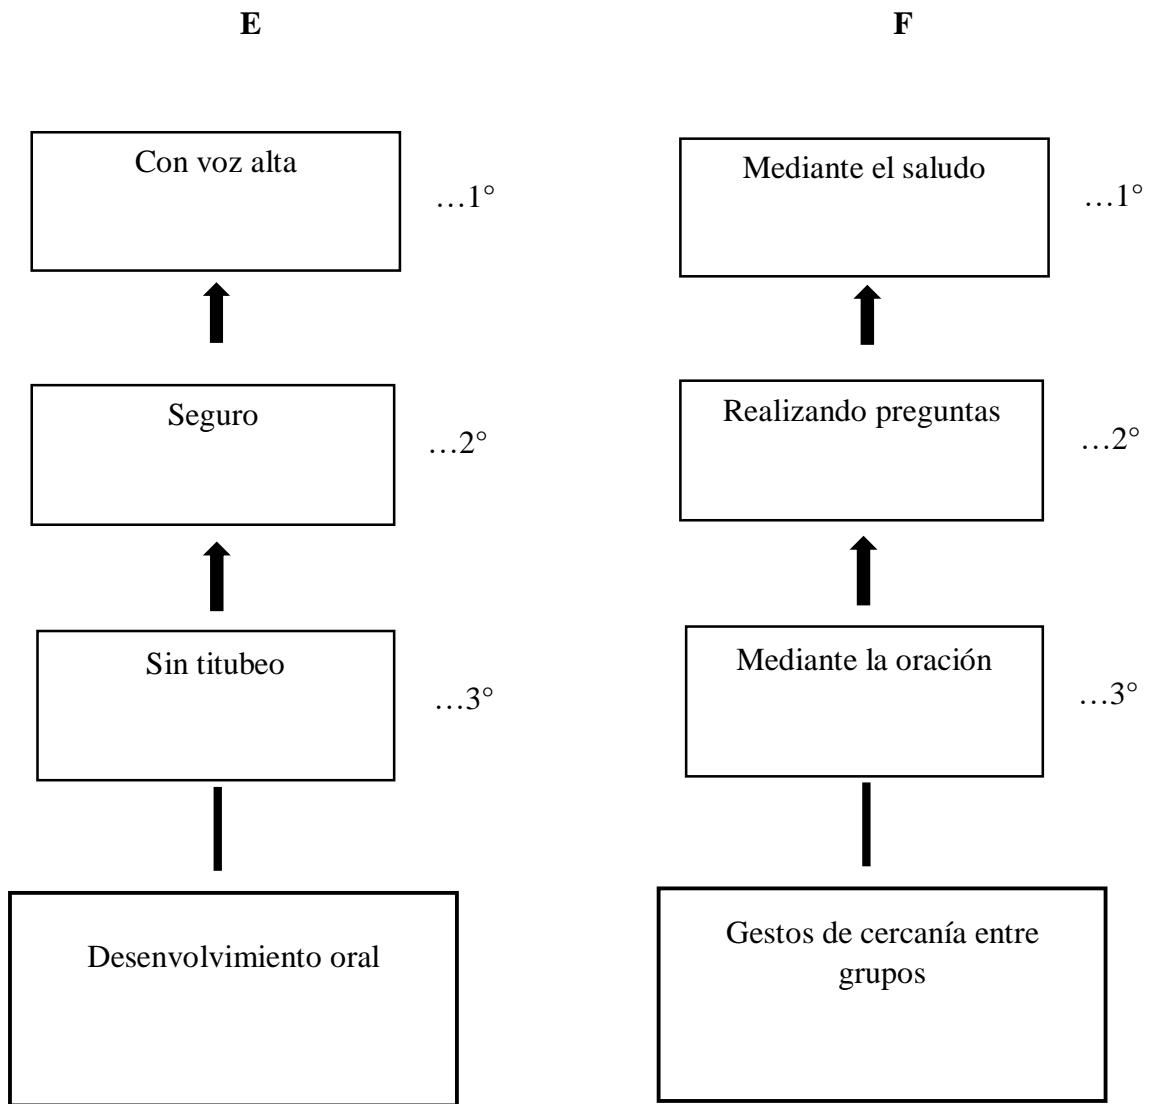 E
F
Con voz alta
…1°
Mediante el saludo
…1°
Seguro
…2°
Realizando preguntas
…2°
Sin titubeo
…3°
Mediante la oración
…3°
Desenvolvimiento oral
Gestos de cercanía entre
grupos